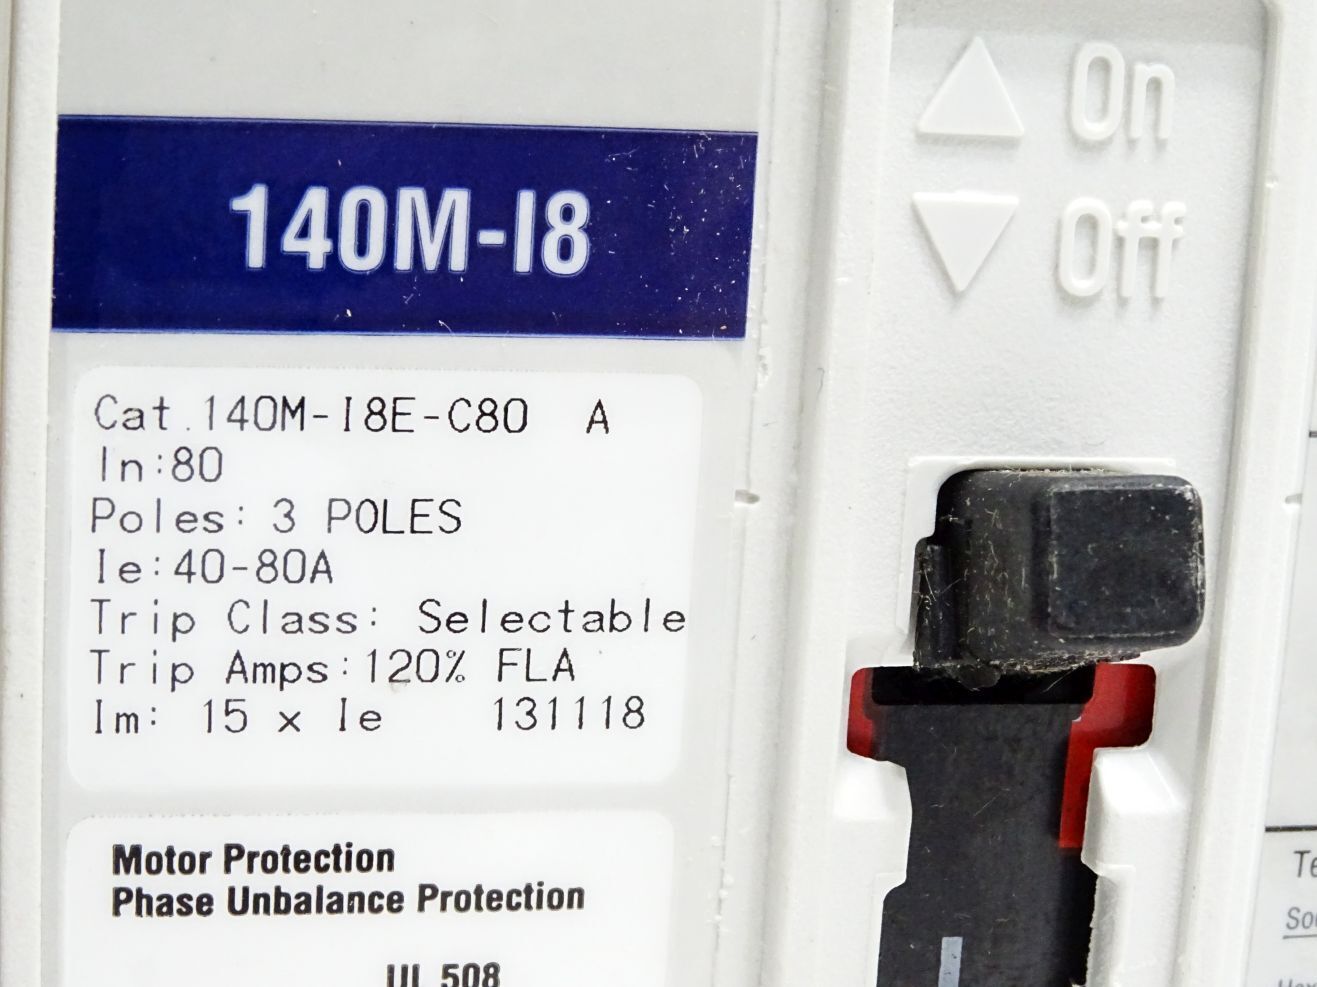 140M-I8
Cat.140M-I8E-C80 A
In:80
Poles: 3 POLES
Ie:40-80A
Trip Class: Selectable
Trip Amps:120% FLA
Im: 15 x Ie 131118
Motor Protection
Phase Unbalance Protection
UL 508
On
Off